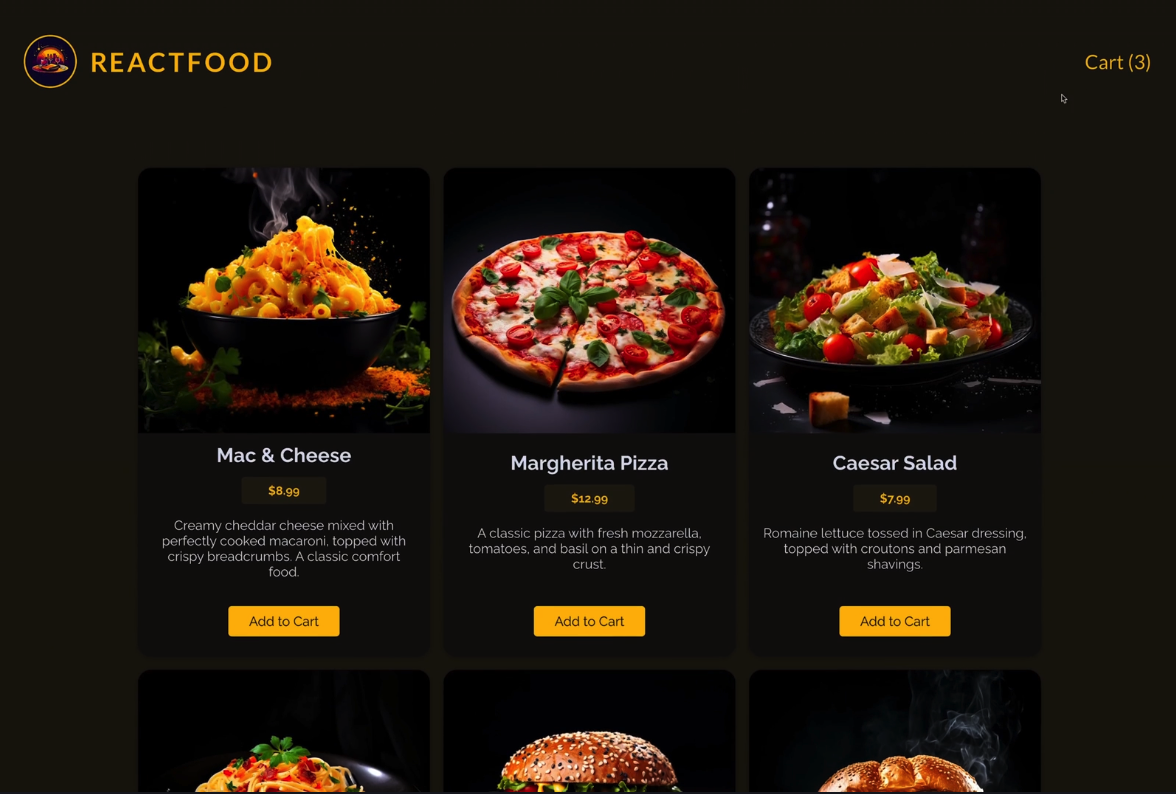 REACTFOOD
Cart (3)
Mac & Cheese
$8.99
Creamy cheddar cheese mixed with
perfectly cooked macaroni, topped with
crispy breadcrumbs. A classic comfort
food.
Add to Cart
Margherita Pizza
$12.99
A classic pizza with fresh mozzarella,
tomatoes, and basil on a thin and crispy
crust.
Add to Cart
Caesar Salad
$7.99
Romaine lettuce tossed in Caesar dressing,
topped with croutons and parmesan
shavings.
Add to Cart